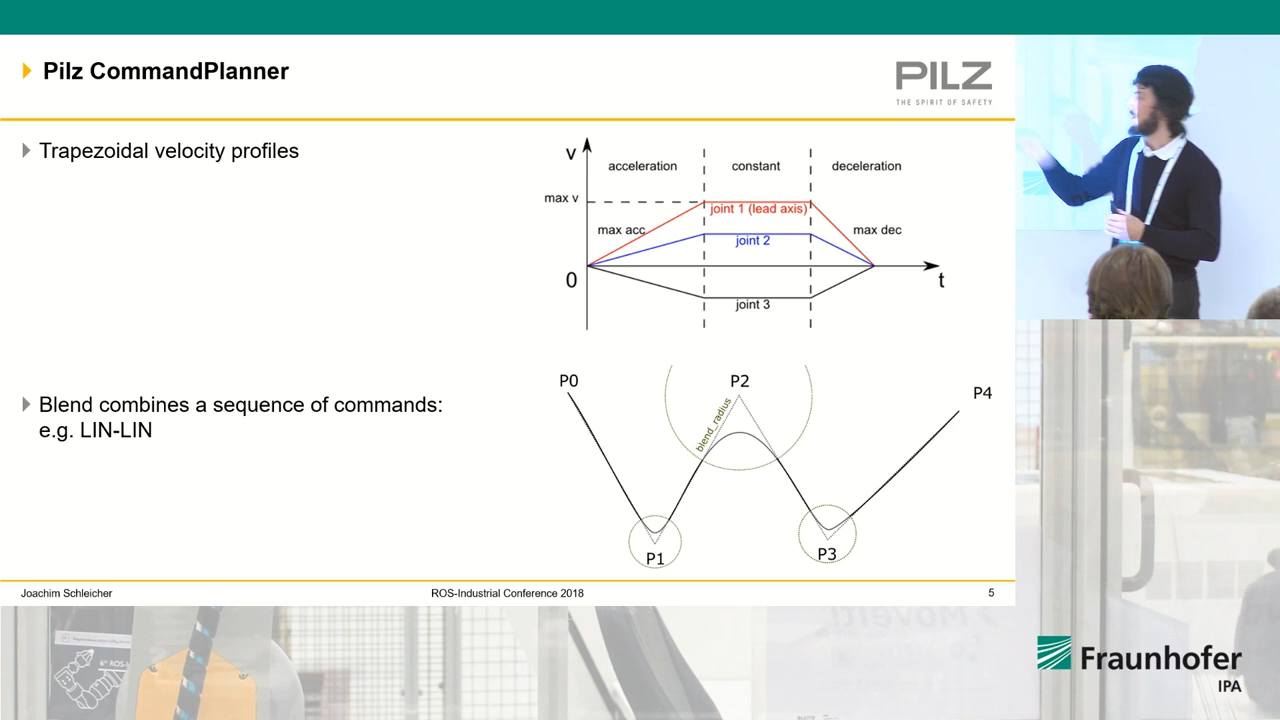 Pilz CommandPlanner
PILZ
THE SPIRIT OF SAFETY
Trapezoidal velocity profiles
v
acceleration
constant
deceleration
max v
joint 1 (lead axis)
max acc
max dec
joint 2
0
t
joint 3
P0
P2
P4
blend_radius
Blend combines a sequence of commands:
e.g. LIN-LIN
P1
P3
Joachim Schleicher
ROS-Industrial Conference 2018
5
Fraunhofer
IPA